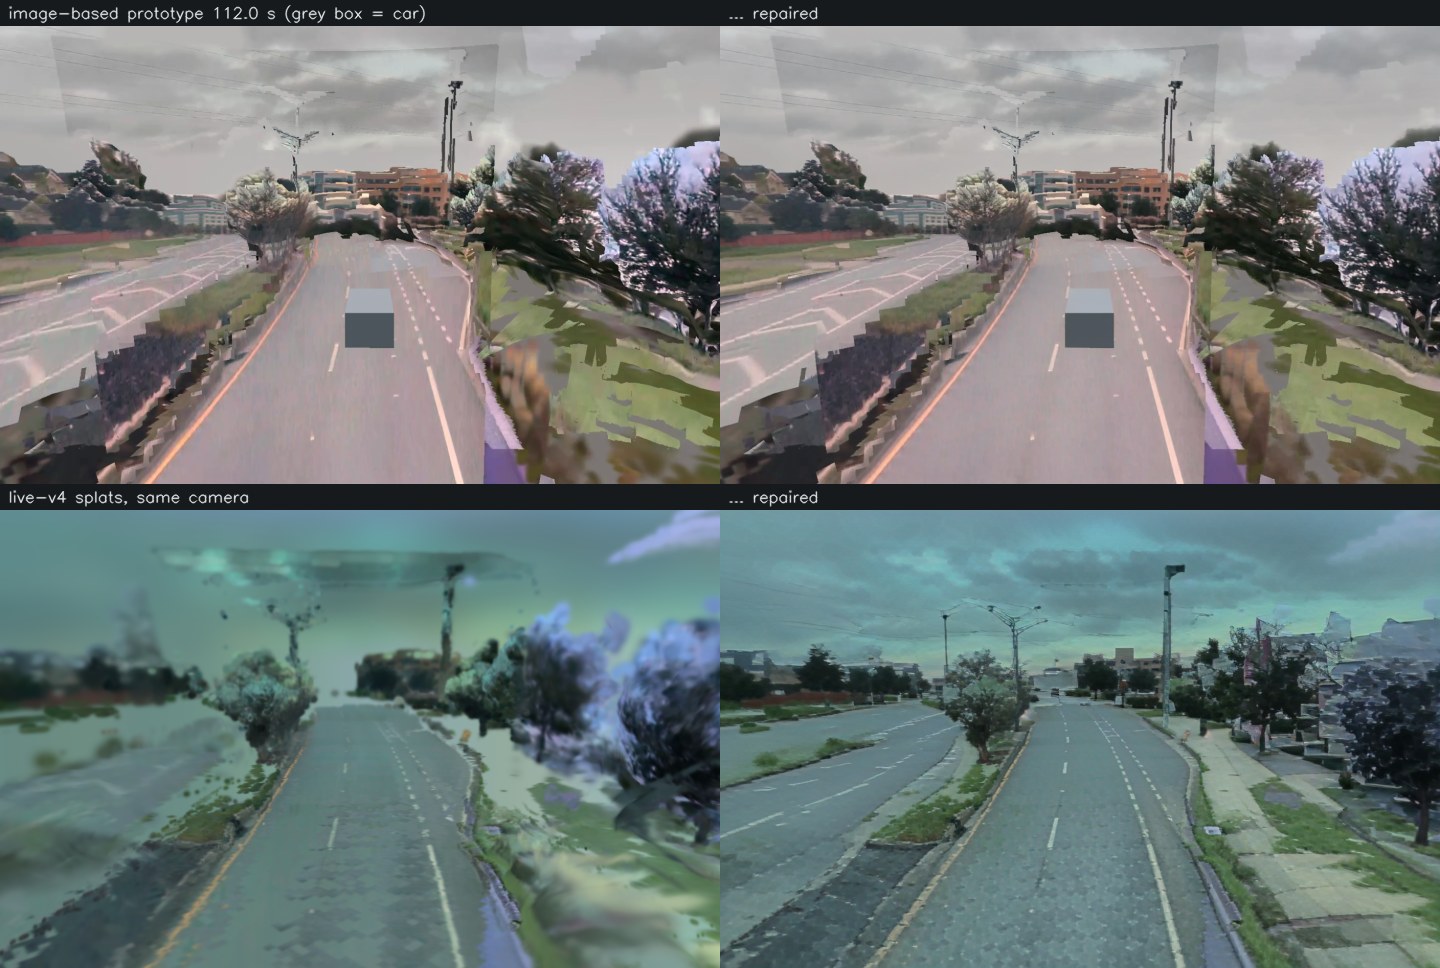 image-based prototype 112.0 s (grey box = car)
... repaired
live-v4 splats, same camera
... repaired